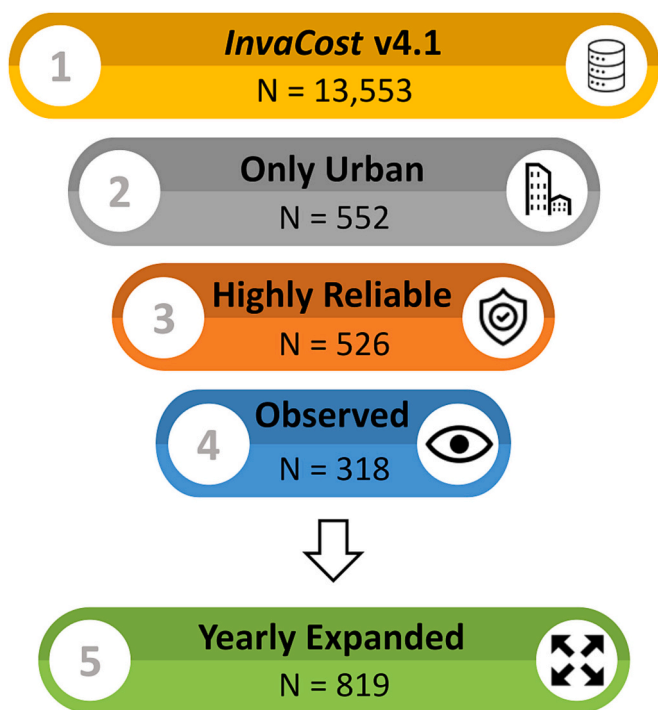 1
InvaCost v4.1
N = 13,553
2
Only Urban
N = 552
3
Highly Reliable
N = 526
4
Observed
N = 318
5
Yearly Expanded
N = 819